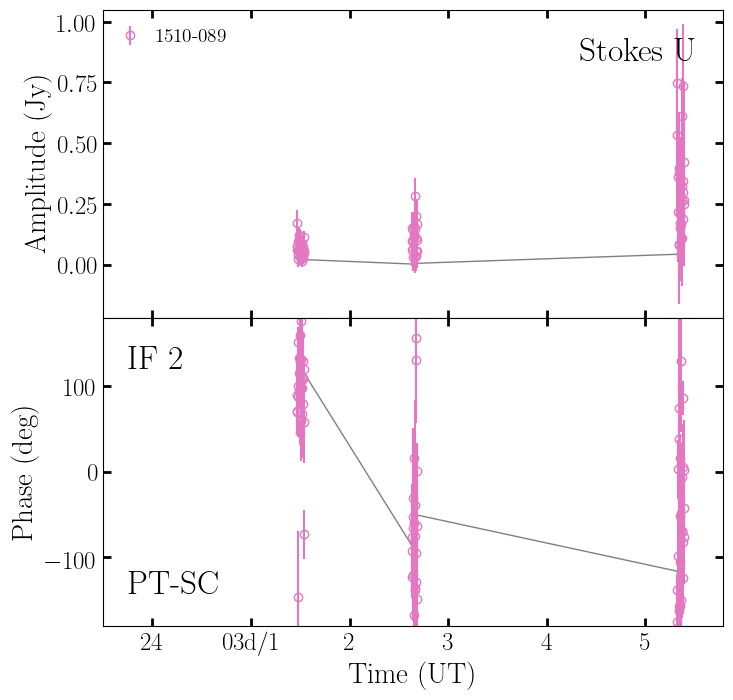 1.00
1510-089
Stokes U
0.75
0.50
0.25
0.00
Amplitude (Jy)
IF 2
100
0
−100
Phase (deg)
PT-SC
24 03d/1 2 3 4 5
Time (UT)